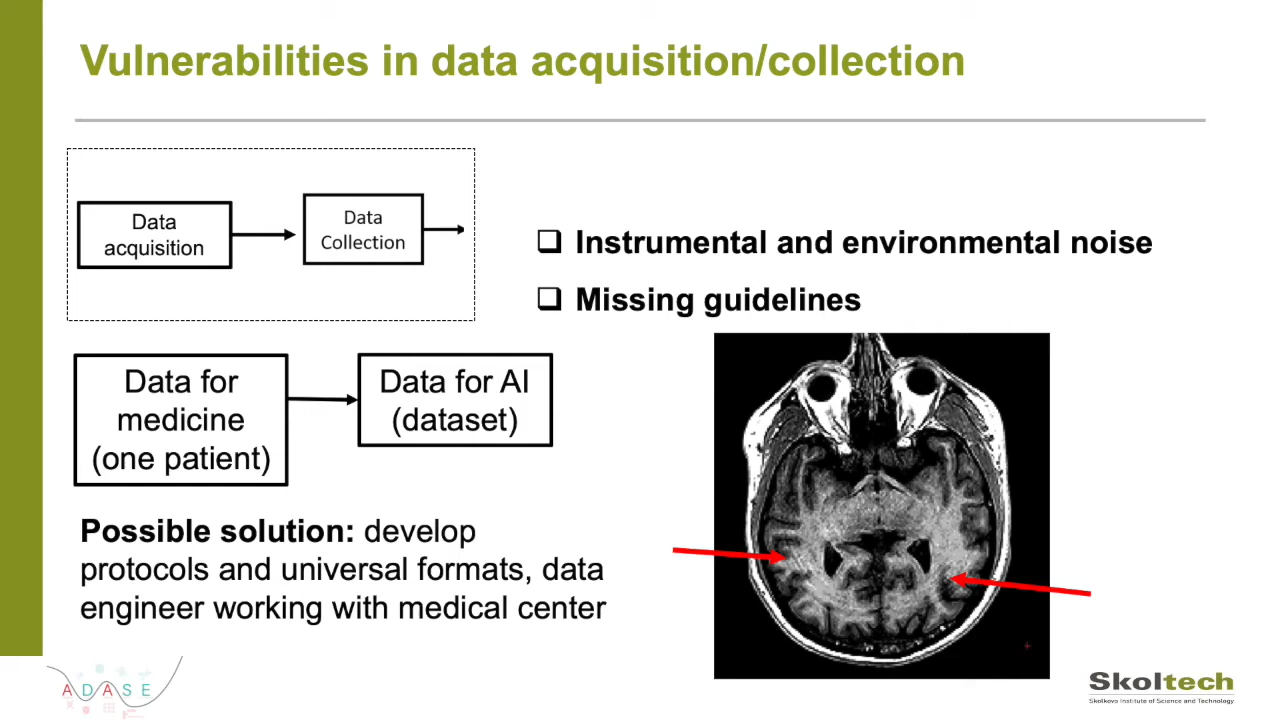 Vulnerabilities in data acquisition/collection
Data
acquisition
Data
Collection
Instrumental and environmental noise
Missing guidelines
Data for
medicine
(one patient)
Data for AI
(dataset)
Possible solution: develop
protocols and universal formats, data
engineer working with medical center
ADASE
Skoltech
Skolkovo Institute of Science and Technology